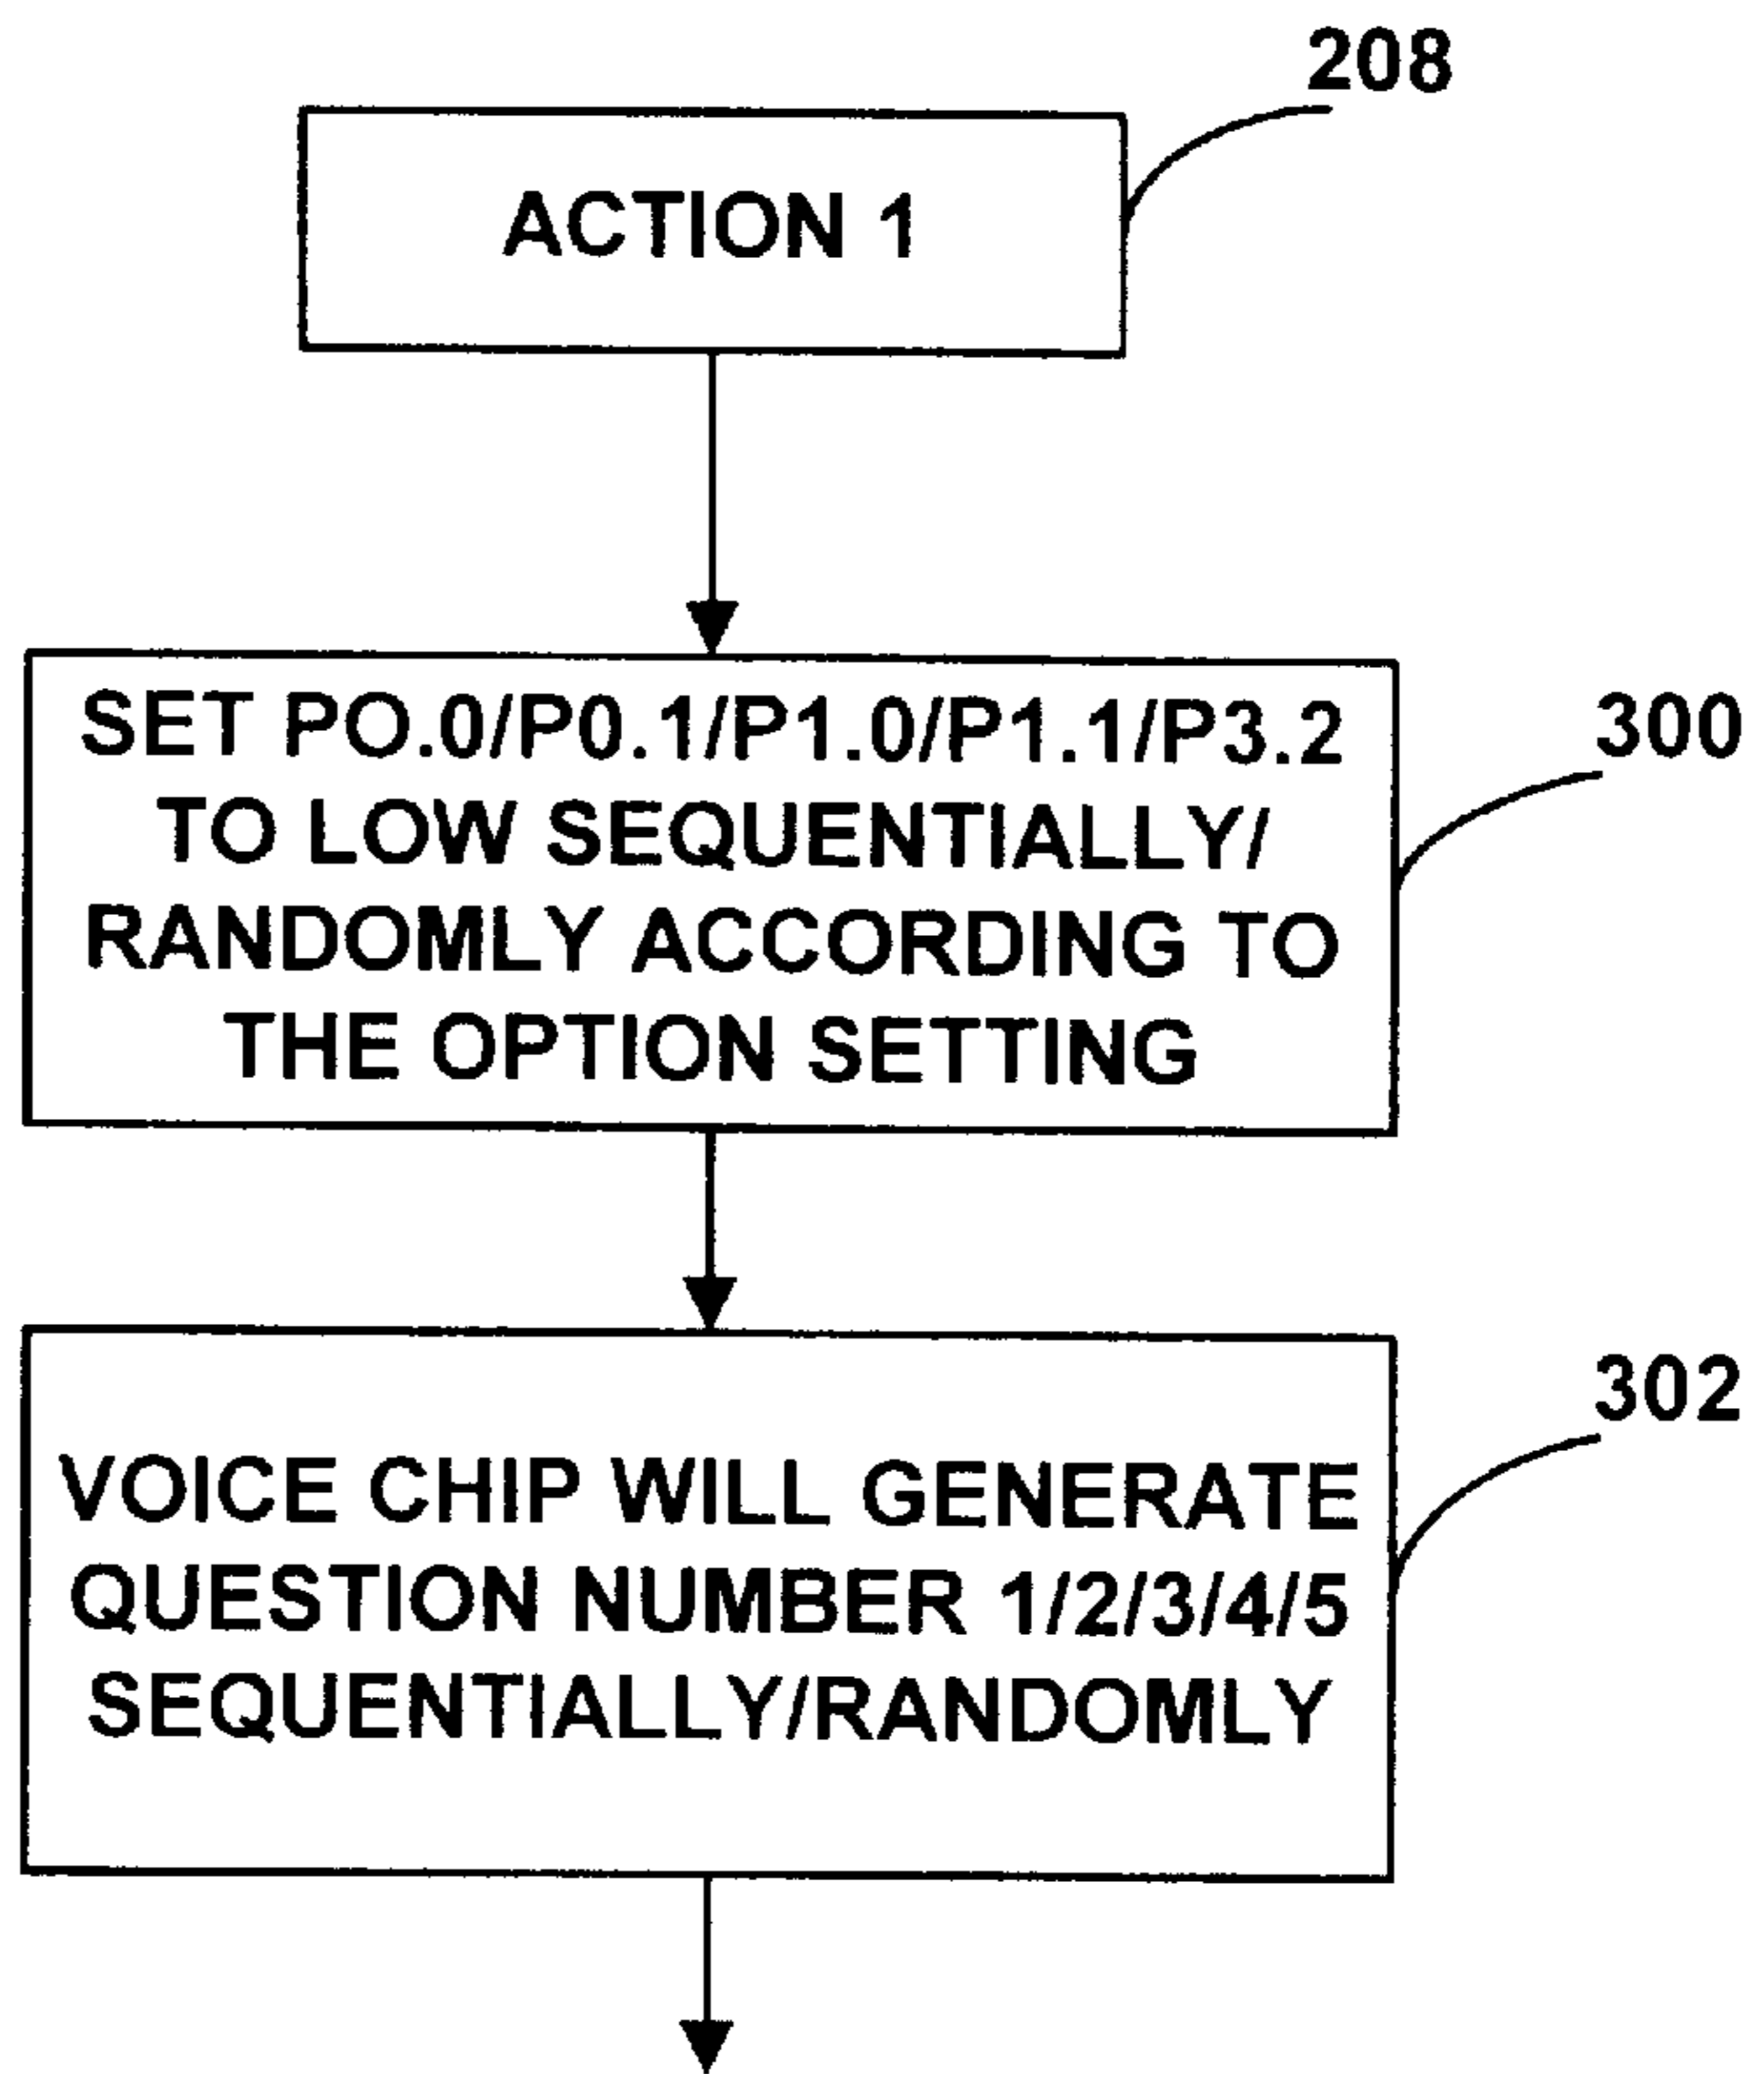 208
ACTION 1
SET PO.0/P0.1/P1.0/P1.1/P3.2
TO LOW SEQUENTIALLY/
RANDOMLY ACCORDING TO
THE OPTION SETTING
300
VOICE CHIP WILL GENERATE
QUESTION NUMBER 1/2/3/4/5
SEQUENTIALLY/RANDOMLY
302